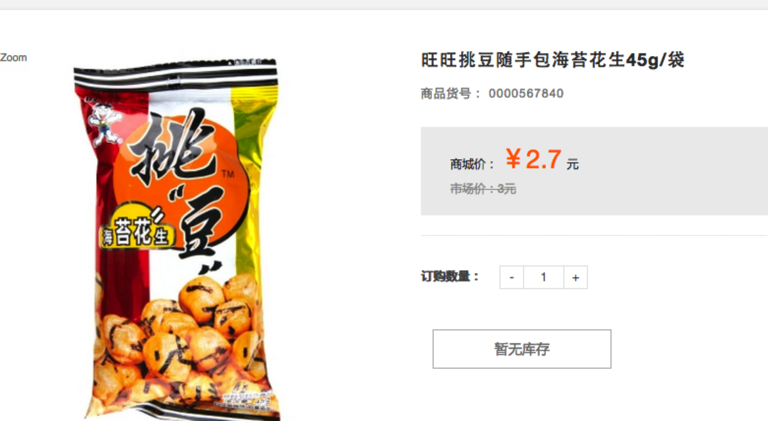 Zoom
旺旺挑豆随手包海苔花生45g/袋
商品货号： 0000567840
商城价： ￥2.7 元
市场价：3元
订购数量：
- 1 +
暂无库存
挑
"豆"
TM
海苔花生